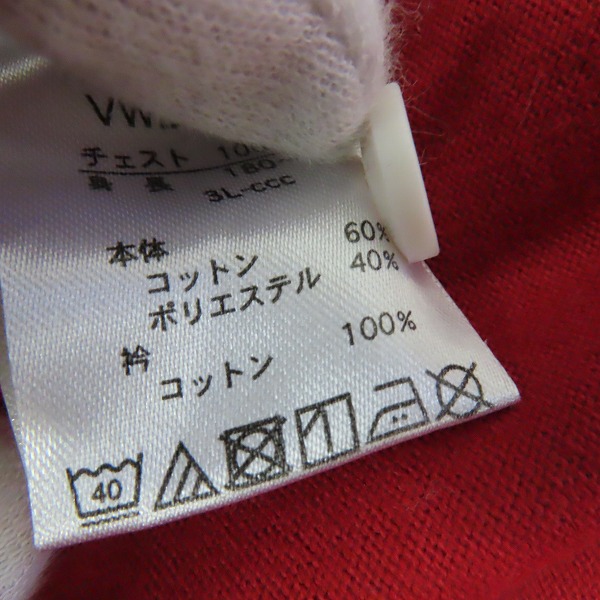 VW
チェスト
身長
3L-CCC
本体
コットン 60%
ポリエステル 40%
衿
コットン 100%
40